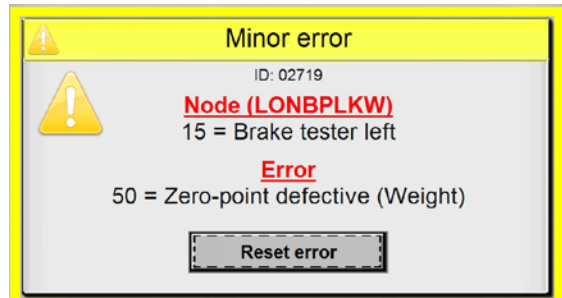 Minor error
ID: 02719
Node (LONBPLKW)
15 = Brake tester left
Error
50 = Zero-point defective (Weight)
Reset error